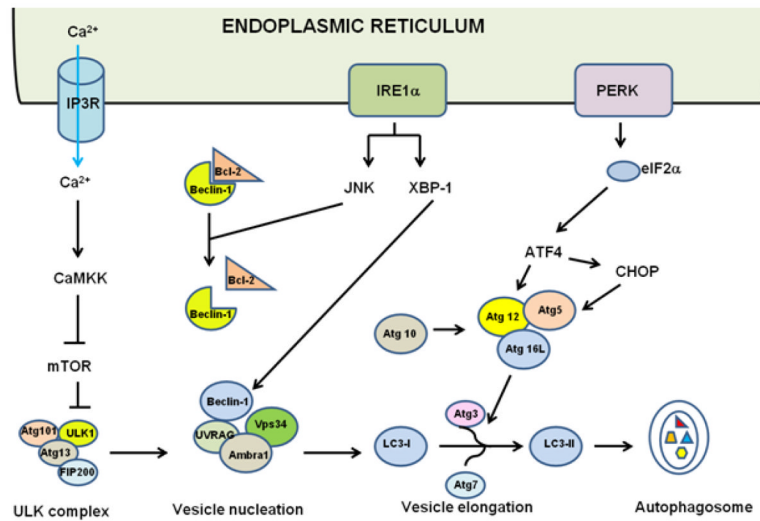 ENDOPLASMIC RETICULUM
Ca²⁺
IP3R
IRE1α
PERK
Ca²⁺
Bcl-2
Beclin-1
JNK
XBP-1
eIF2α
ATF4
CHOP
CaMKK
Bcl-2
Beclin-1
Atg 12
Atg5
Atg 10
Atg 16L
mTOR
Beclin-1
Atg3
Atg101
ULK1
UVRAG
Vps34
Atg13
Ambra1
LC3-I
LC3-II
FIP200
Atg7
ULK complex
Vesicle nucleation
Vesicle elongation
Autophagosome